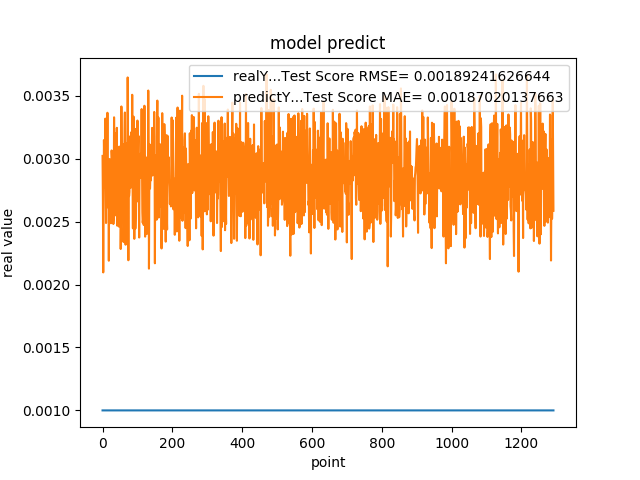 model predict
realY...Test Score RMSE= 0.00189241626644
predictY...Test Score MAE= 0.00187020137663
real value
0.0035
0.0030
0.0025
0.0020
0.0015
0.0010
0 200 400 600 800 1000 1200
point